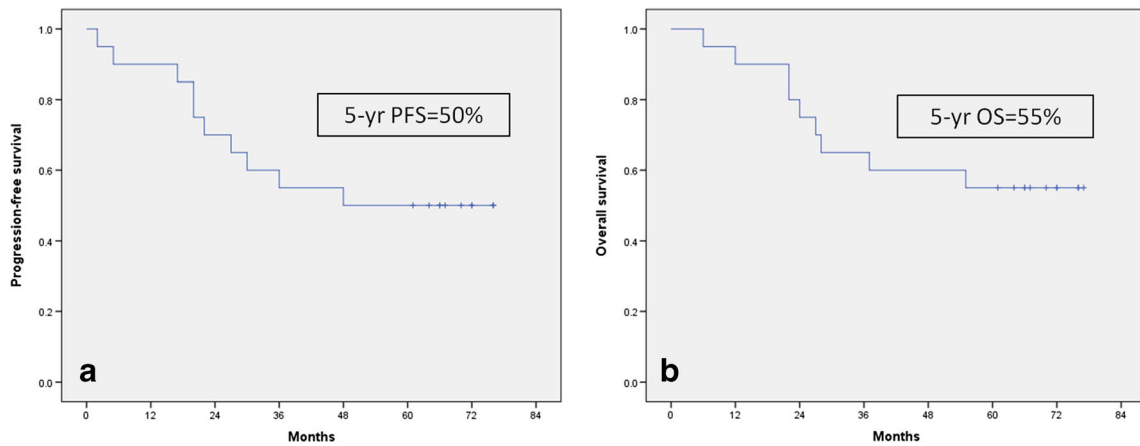 1.0
0.8
0.6
0.4
0.2
0.0
Progression-free survival
5-yr PFS=50%
a
0 12 24 36 48 60 72 84
Months
1.0
0.8
0.6
0.4
0.2
0.0
Overall survival
5-yr OS=55%
b
0 12 24 36 48 60 72 84
Months